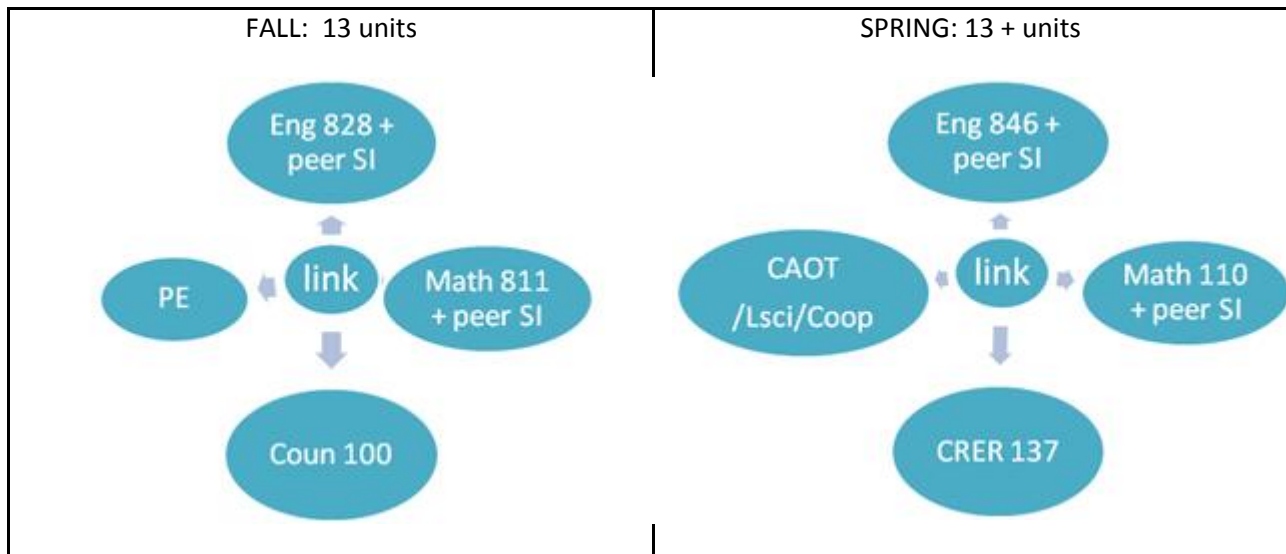 FALL: 13 units
Eng 828 +
peer SI
PE
link
Math 811
+ peer SI
Coun 100
SPRING: 13 + units
Eng 846 +
peer SI
CAOT
/Lsci/Coop
link
Math 110
+ peer SI
CRER 137